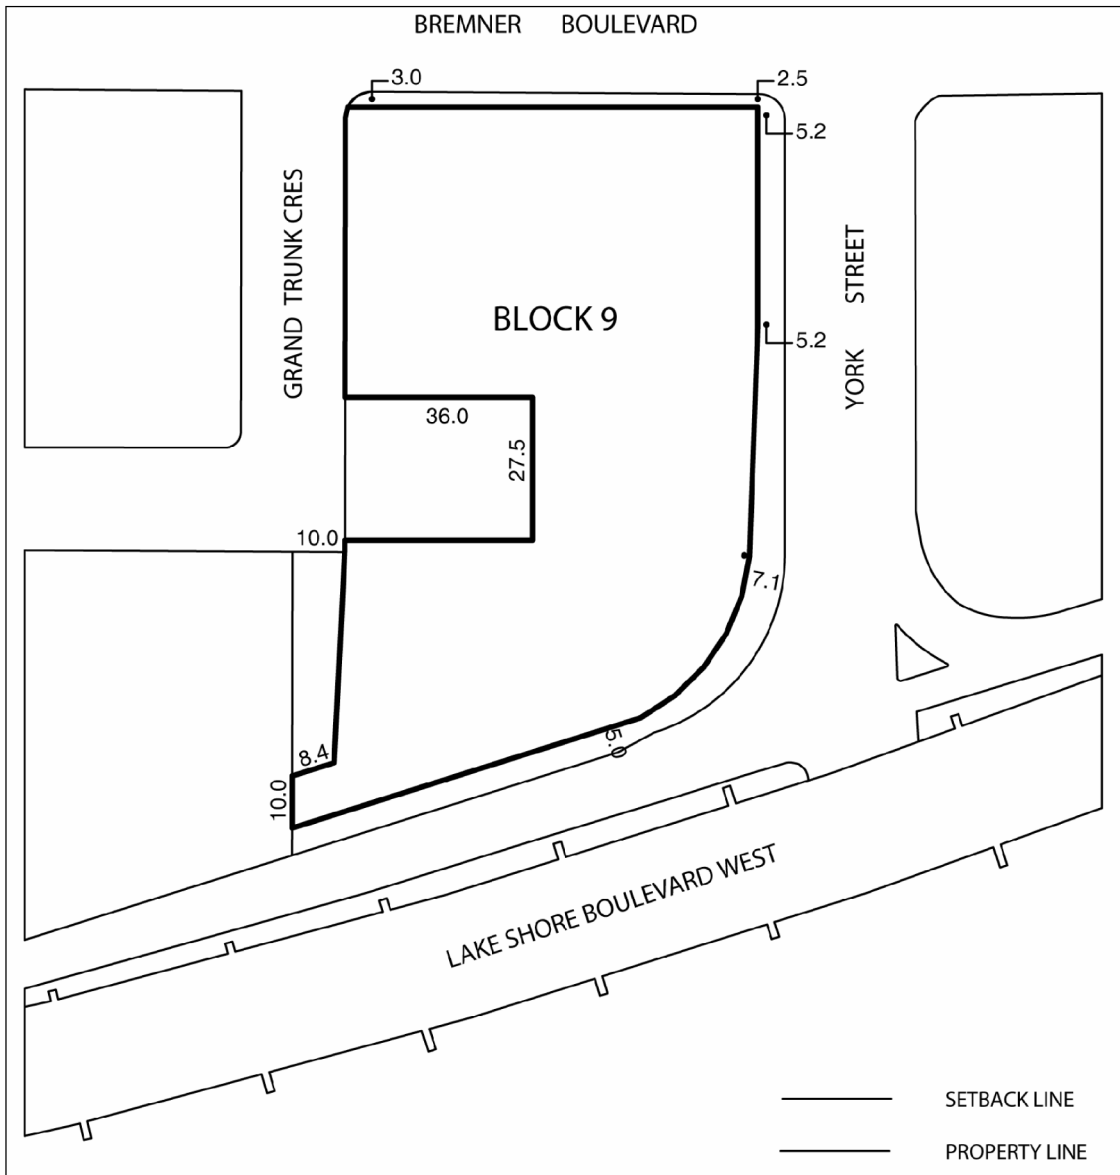 BREMNER BOULEVARD
3.0
2.5
5.2
GRAND TRUNK CRES
YORK STREET
BLOCK 9
5.2
36.0
27.5
10.0
7.1
5.0
8.4
10.0
LAKE SHORE BOULEVARD WEST
SETBACK LINE
PROPERTY LINE